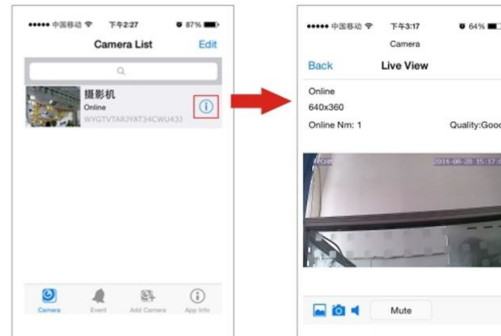 中国移动 下午2:27 87%
Camera List Edit
摄影机
Online
Camera Event Add Camera App Info
中国移动 下午3:17 64%
Camera
Back Live View
Online
640x360
Online Nm: 1 Quality:Good
Mute